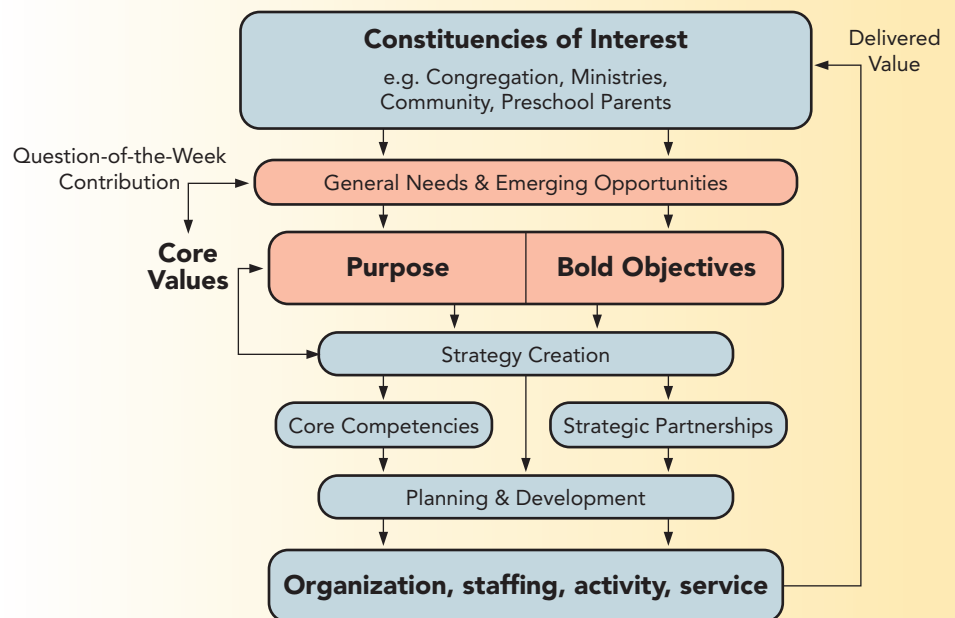 Constituencies of Interest
e.g. Congregation, Ministries,
Community, Preschool Parents
Delivered
Value
Question-of-the-Week
Contribution
General Needs & Emerging Opportunities
Core
Values
Purpose
Bold Objectives
Strategy Creation
Core Competencies
Strategic Partnerships
Planning & Development
Organization, staffing, activity, service